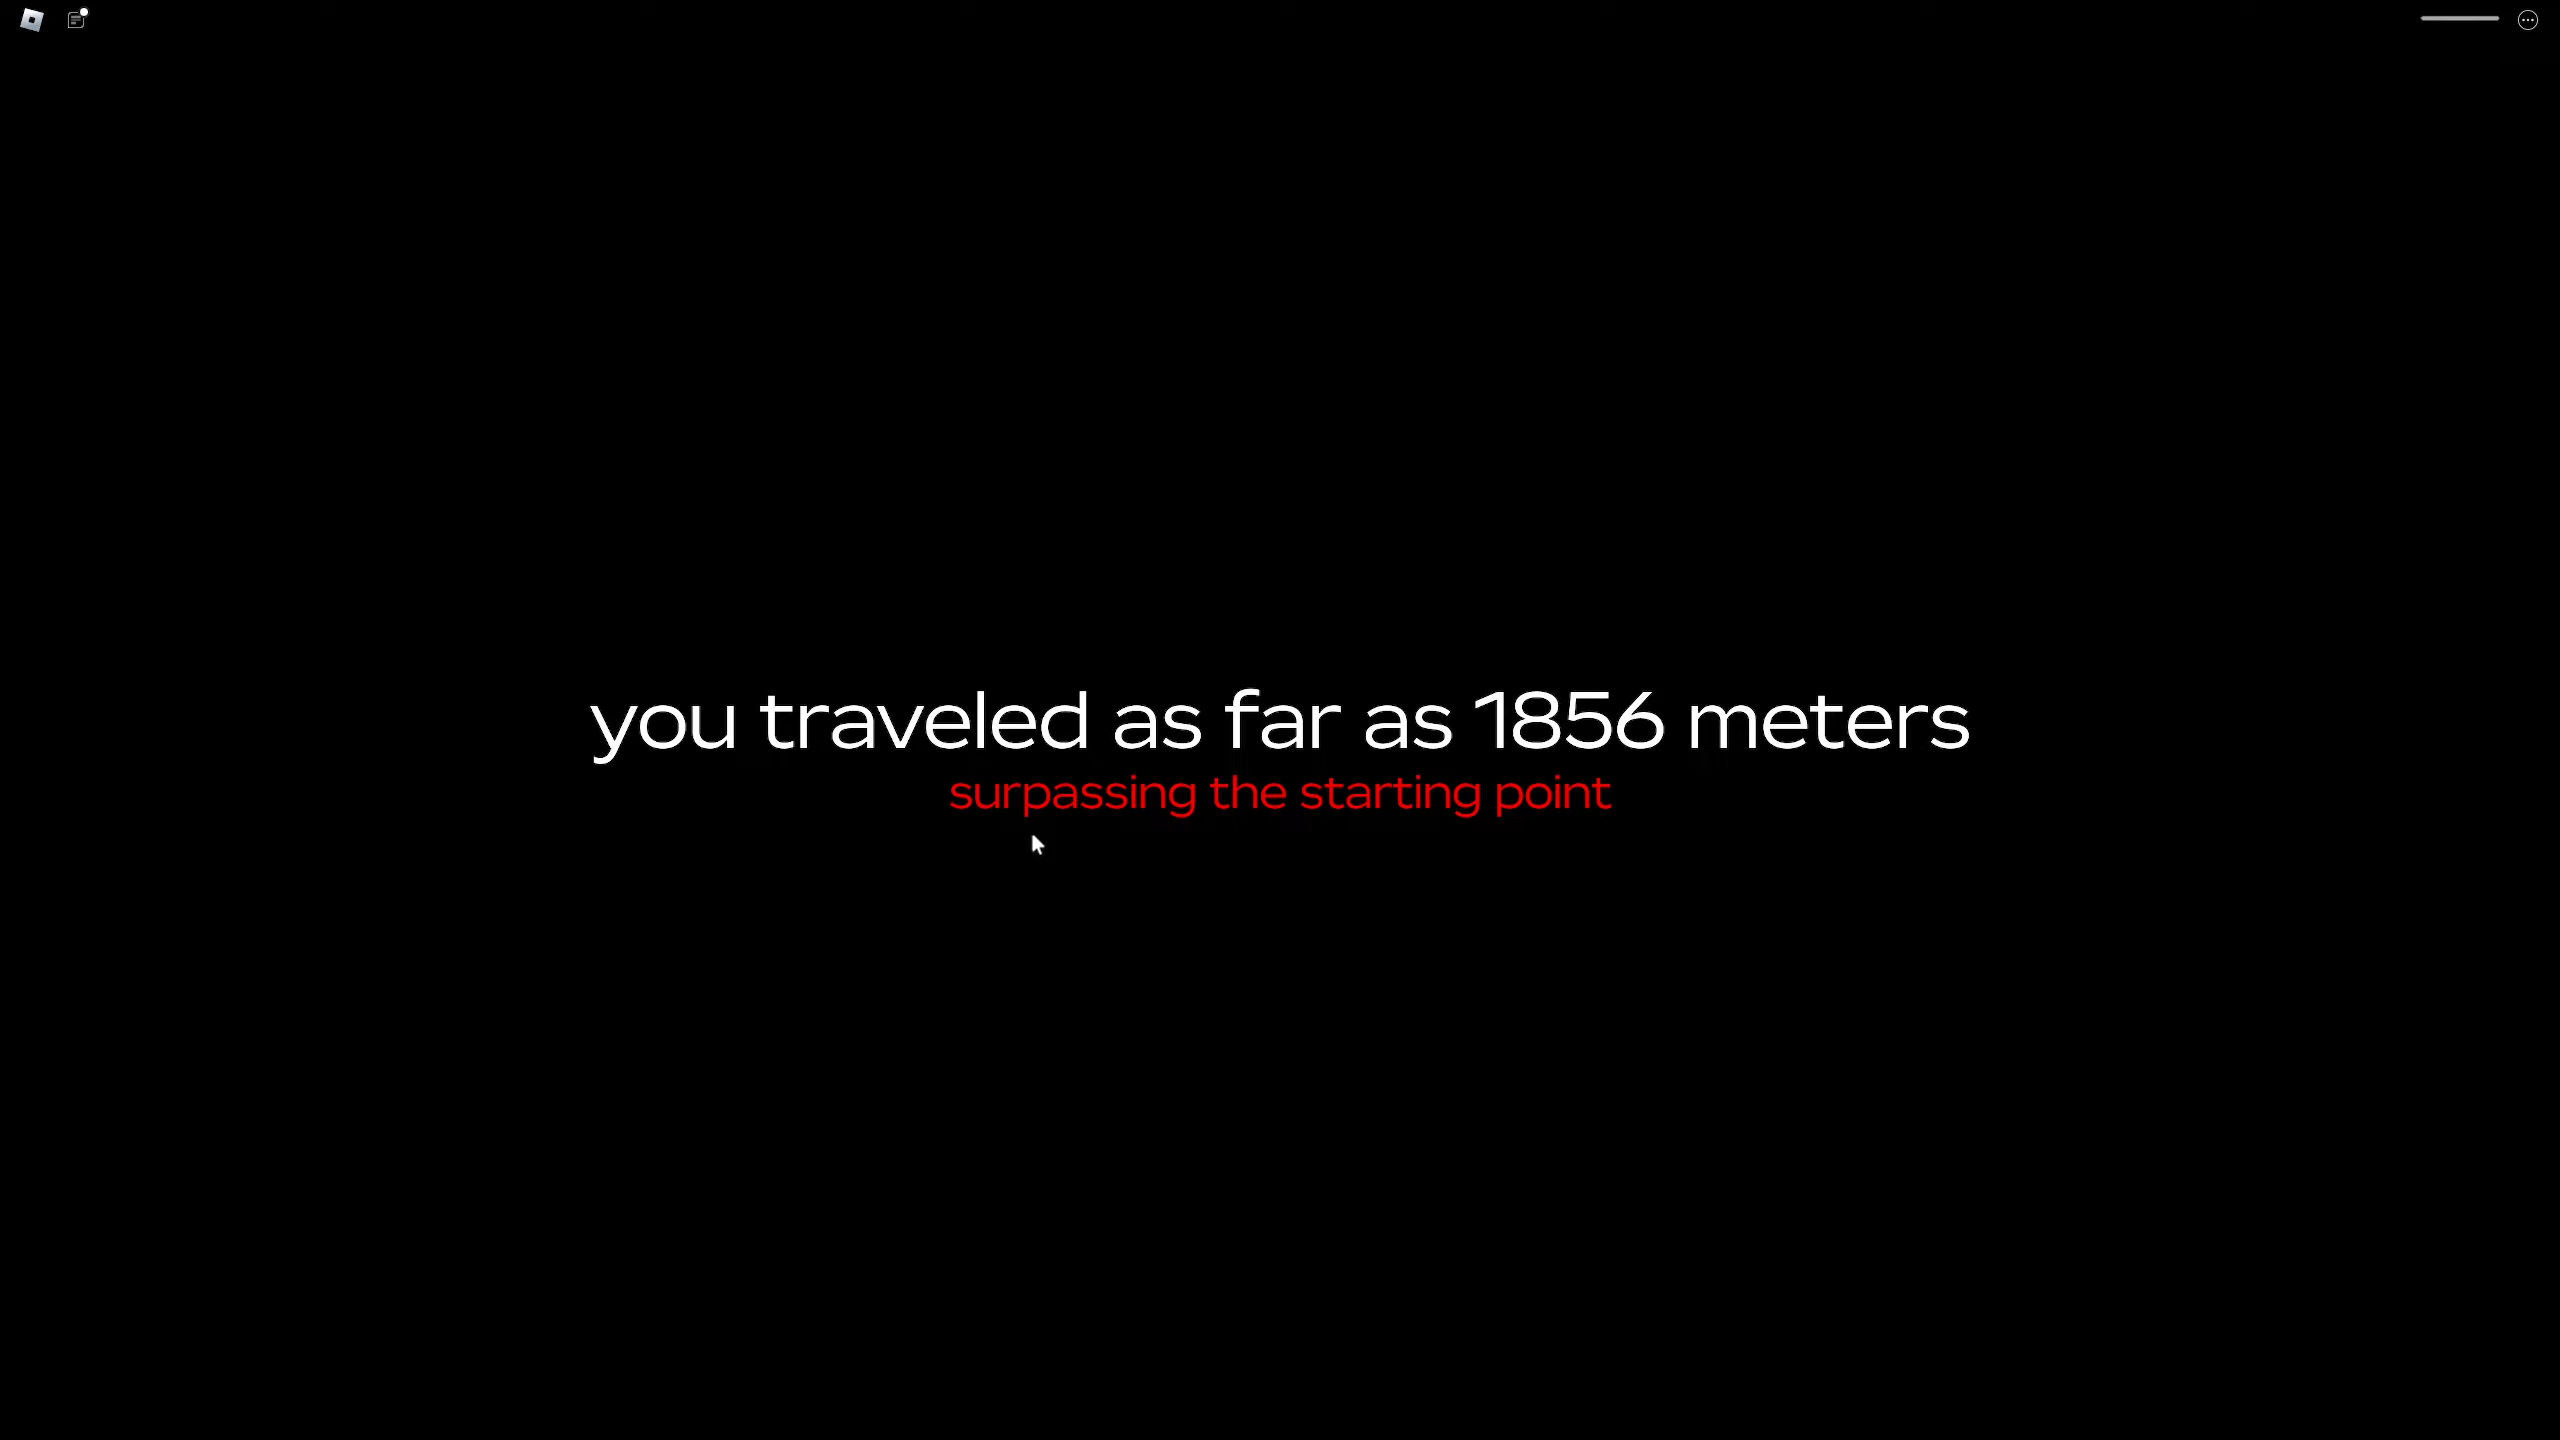 you traveled as far as 1856 meters
surpassing the starting point